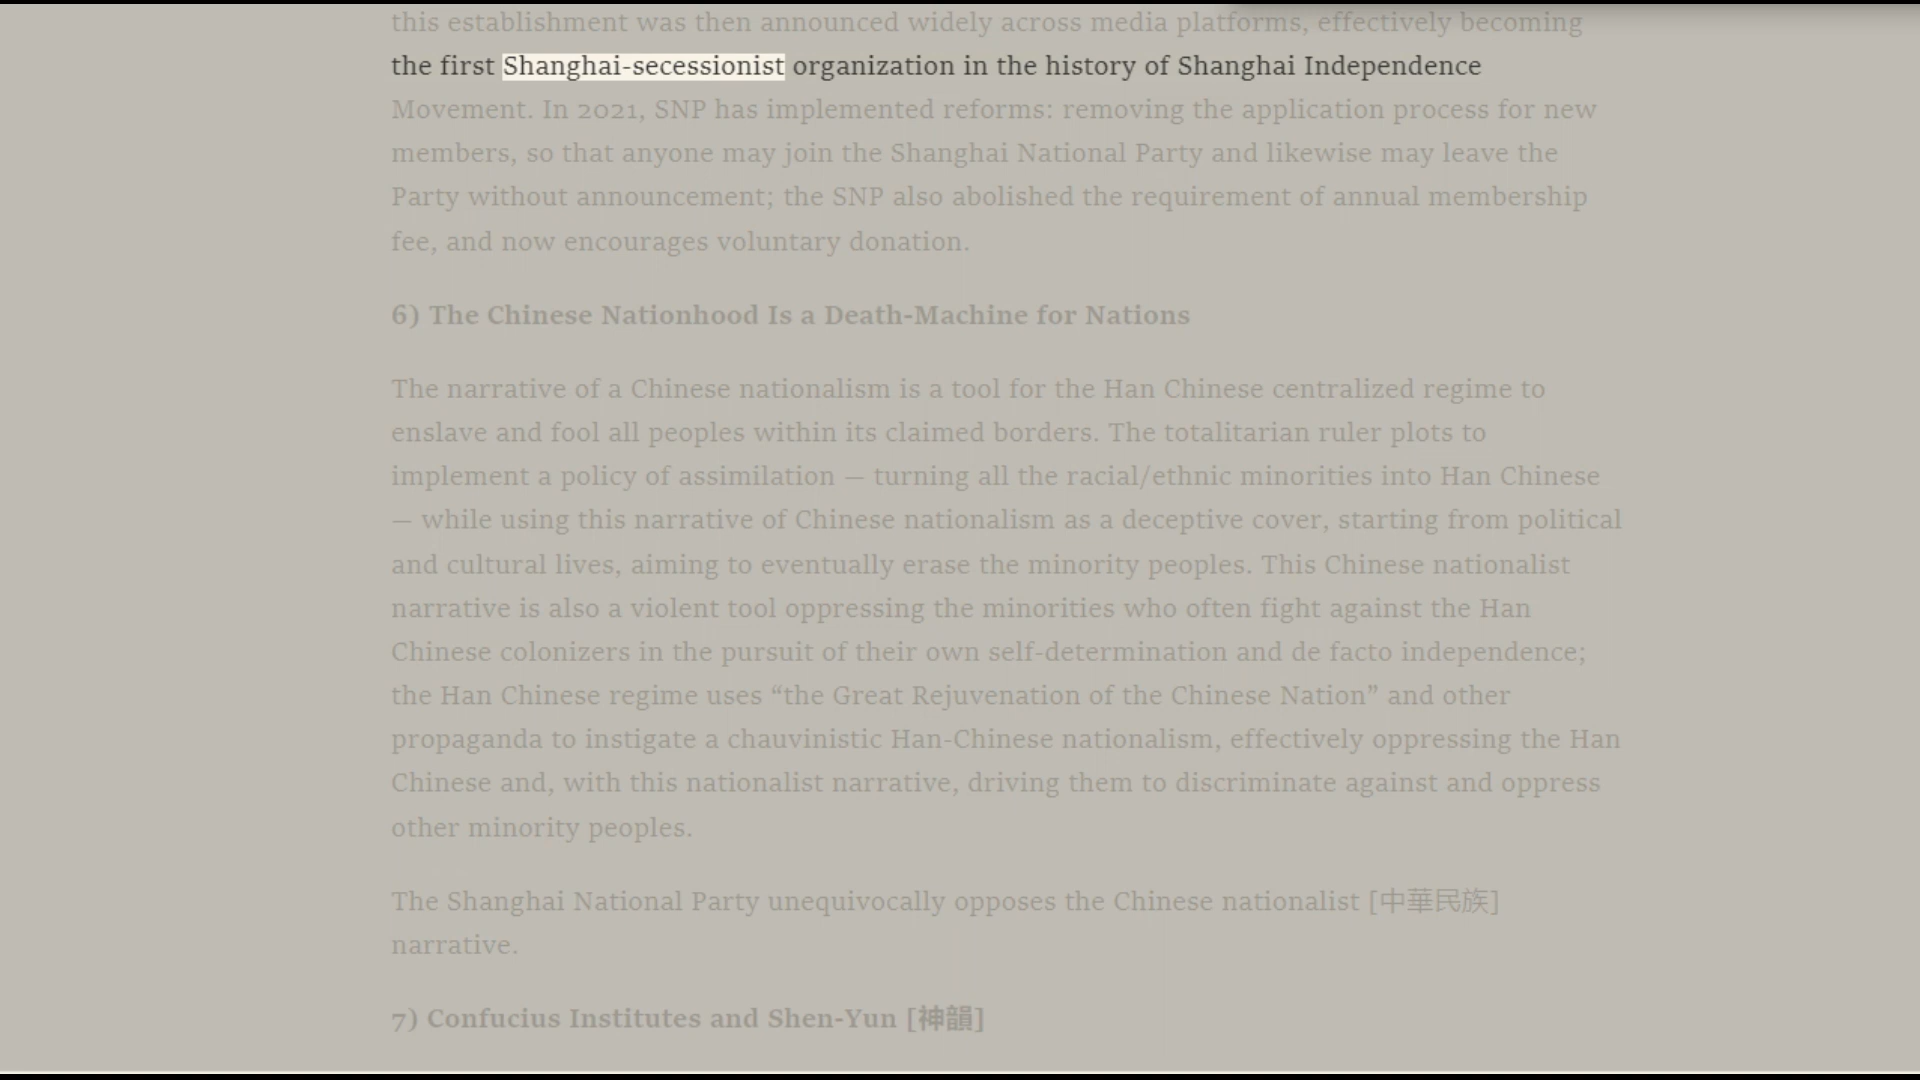 this establishment was then announced widely across media platforms, effectively becoming
the first Shanghai-secessionist organization in the history of Shanghai Independence
Movement. In 2021, SNP has implemented reforms: removing the application process for new
members, so that anyone may join the Shanghai National Party and likewise may leave the
Party without announcement; the SNP also abolished the requirement of annual membership
fee, and now encourages voluntary donation.
6) The Chinese Nationhood Is a Death-Machine for Nations
The narrative of a Chinese nationalism is a tool for the Han Chinese centralized regime to
enslave and fool all peoples within its claimed borders. The totalitarian ruler plots to
implement a policy of assimilation — turning all the racial/ethnic minorities into Han Chinese
— while using this narrative of Chinese nationalism as a deceptive cover, starting from political
and cultural lives, aiming to eventually erase the minority peoples. This Chinese nationalist
narrative is also a violent tool oppressing the minorities who often fight against the Han
Chinese colonizers in the pursuit of their own self-determination and de facto independence;
the Han Chinese regime uses “the Great Rejuvenation of the Chinese Nation” and other
propaganda to instigate a chauvinistic Han-Chinese nationalism, effectively oppressing the Han
Chinese and, with this nationalist narrative, driving them to discriminate against and oppress
other minority peoples.
The Shanghai National Party unequivocally opposes the Chinese nationalist [中華民族]
narrative.
7) Confucius Institutes and Shen-Yun [神韻]